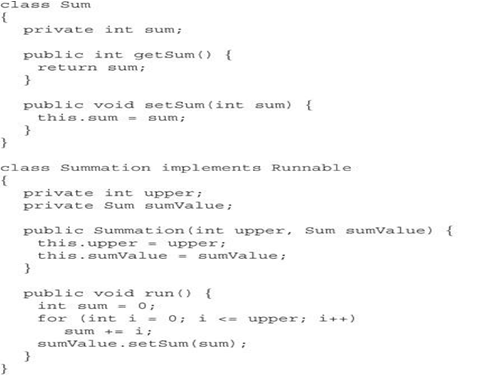 class Sum
{
private int sum;
public int getSum() {
return sum;
}
public void setSum(int sum) {
this.sum = sum;
}
}
class Summation implements Runnable
{
private int upper;
private Sum sumValue;
public Summation(int upper, Sum sumValue) {
this.upper = upper;
this.sumValue = sumValue;
}
public void run() {
int sum = 0;
for (int i = 0; i <= upper; i++)
sum += i;
sumValue.setSum(sum);
}
}